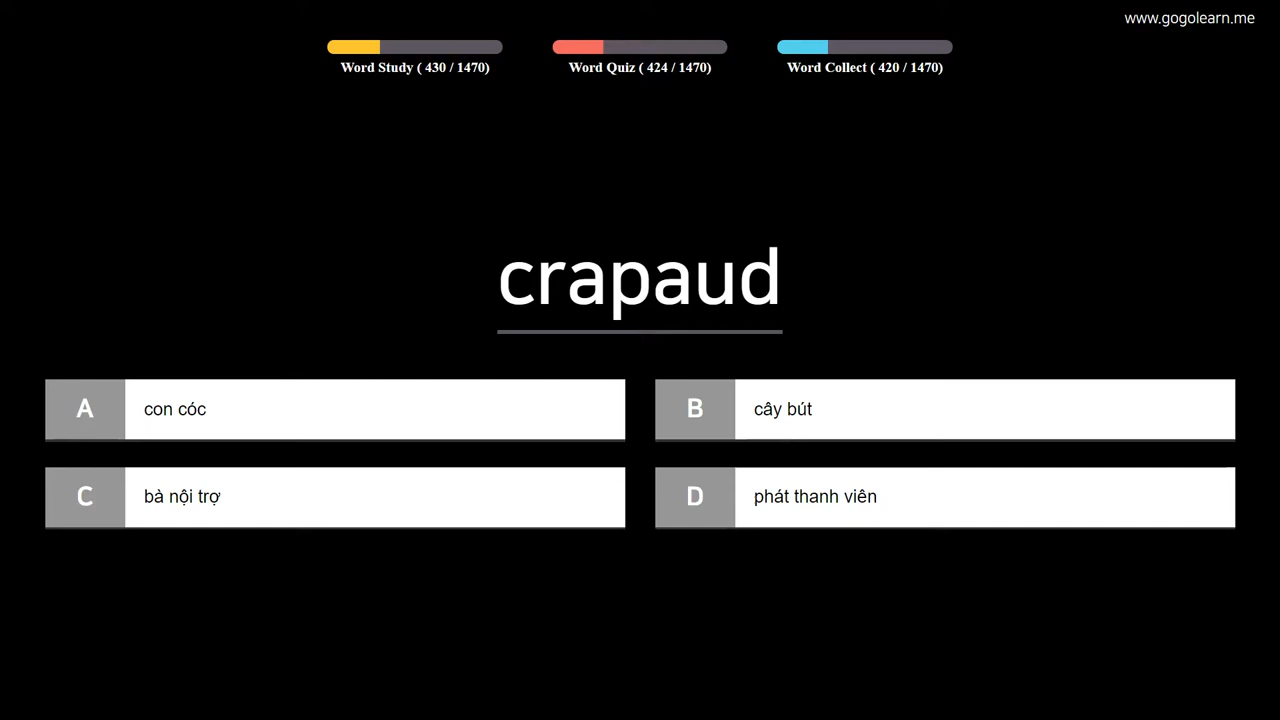 www.gogolearn.me
Word Study ( 430 / 1470)
Word Quiz ( 424 / 1470)
Word Collect ( 420 / 1470)
crapaud
A con cóc
B cây bút
C bà nội trợ
D phát thanh viên